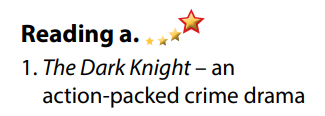 Reading a.
1. The Dark Knight – an
action-packed crime drama